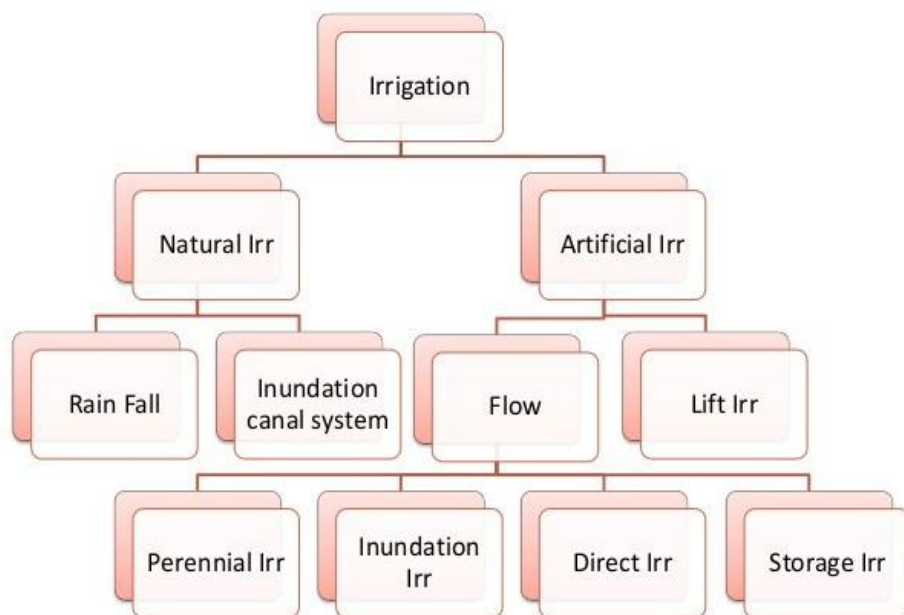 Irrigation
Natural Irr
Artificial Irr
Rain Fall
Inundation
canal system
Flow
Lift Irr
Perennial Irr
Inundation
Irr
Direct Irr
Storage Irr